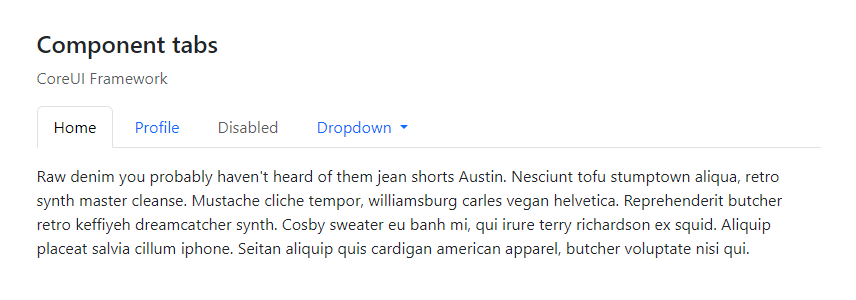 Component tabs
CoreUI Framework
Home Profile Disabled Dropdown
Raw denim you probably haven't heard of them jean shorts Austin. Nesciunt tofu stumptown aliqua, retro
synth master cleanse. Mustache cliche tempor, williamsburg carles vegan helvetica. Reprehenderit butcher
retro keffiyeh dreamcatcher synth. Cosby sweater eu banh mi, qui irure terry richardson ex squid. Aliquip
placeat salvia cillum iphone. Seitan aliquip quis cardigan american apparel, butcher voluptate nisi qui.